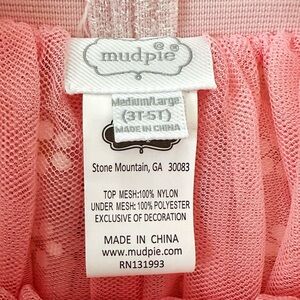 mudpie®
Medium/Large
(3T-5T)
MADE IN CHINA
Stone Mountain, GA 30083
TOP MESH:100% NYLON
UNDER MESH: 100% POLYESTER
EXCLUSIVE OF DECORATION
MADE IN CHINA
www.mudpie.com
RN131993